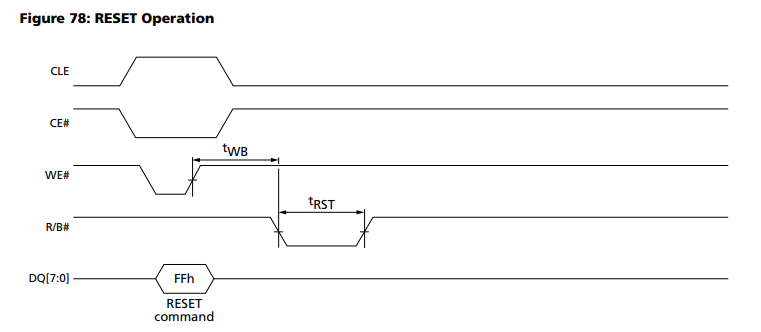 Figure 78: RESET Operation
CLE
CE#
tWB
WE#
tRST
R/B#
DQ[7:0]
FFh
RESET
command